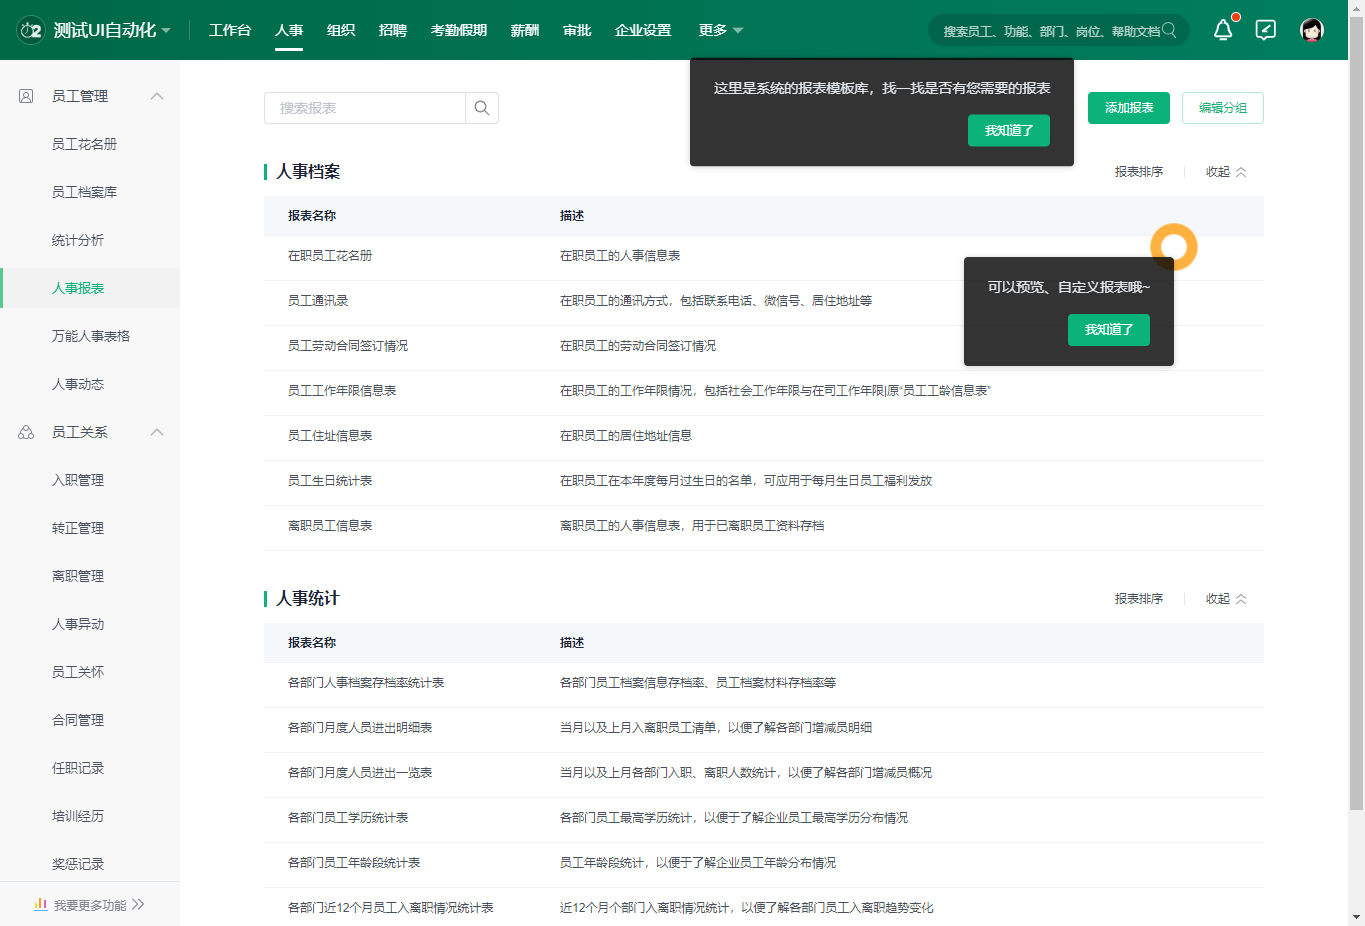 测试UI自动化
工作台 人事 组织 招聘 考勤假期 薪酬 审批 企业设置 更多
搜索员工、功能、部门、岗位、帮助文档
员工管理
员工花名册
员工档案库
统计分析
人事报表
万能人事表格
人事动态
员工关系
入职管理
转正管理
离职管理
人事异动
员工关怀
合同管理
任职记录
培训经历
奖惩记录
我要更多功能
搜索报表
这里是系统的报表模板库，找一找是否有您需要的报表
我知道了
添加报表 编辑分组
人事档案 报表排序 收起
报表名称 描述
在职员工花名册 在职员工的人事信息表
员工通讯录 在职员工的通讯方式，包括联系电话、微信号、居住地址等
可以预览、自定义报表哦~
我知道了
员工劳动合同签订情况 在职员工的劳动合同签订情况
员工工作年限信息表 在职员工的工作年限情况，包括社会工作年限与在司工作年限|原“员工工龄信息表”
员工住址信息表 在职员工的居住地址信息
员工生日统计表 在职员工在本年度每月过生日的名单，可应用于每月生日员工福利发放
离职员工信息表 离职员工的人事信息表，用于已离职员工资料存档
人事统计 报表排序 收起
报表名称 描述
各部门人事档案存档率统计表 各部门员工档案信息存档率、员工档案材料存档率等
各部门月度人员进出明细表 当月以及上月入离职员工清单，以便了解各部门增减员明细
各部门月度人员进出一览表 当月以及上月各部门入职、离职人数统计，以便了解各部门增减员概况
各部门员工学历统计表 各部门员工最高学历统计，以便于了解企业员工最高学历分布情况
各部门员工年龄段统计表 员工年龄段统计，以便于了解企业员工年龄分布情况
各部门近12个月员工入离职情况统计表 近12个月个部门入离职情况统计，以便了解各部门员工入离职趋势变化